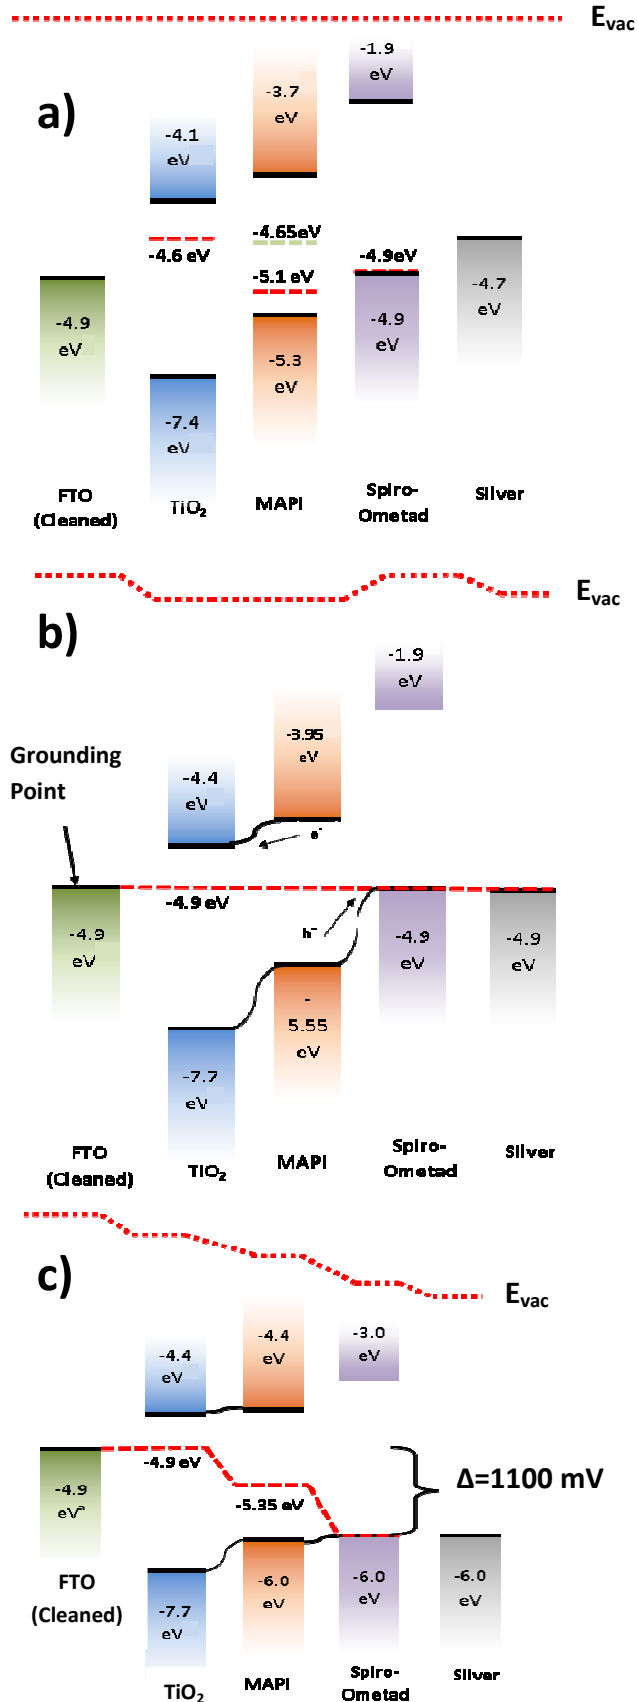 E_vac
a)
-1.9
eV
-3.7
eV
-4.1
eV
-4.65eV
-4.6 eV
-5.1 eV
-4.9eV
-4.9
eV
-5.3
eV
-4.9
eV
-4.7
eV
-7.4
eV
FTO
(Cleaned)
TiO₂
MAPI
Spiro-
Ometad
Silver
E_vac
b)
-1.9
eV
-3.95
eV
-4.4
eV
Grounding
Point
e⁻
-4.9 eV
-4.9
eV
h⁺
-4.9
eV
-4.9
eV
-
5.55
eV
-7.7
eV
FTO
(Cleaned)
TiO₂
MAPI
Spiro-
Ometad
Silver
E_vac
c)
-4.4
eV
-4.4
eV
-3.0
eV
-4.9 eV
-5.35 eV
Δ=1100 mV
-4.9
eVᵃ
-7.7
eV
-6.0
eV
-6.0
eV
-6.0
eV
FTO
(Cleaned)
TiO₂
MAPI
Spiro-
Ometad
Silver